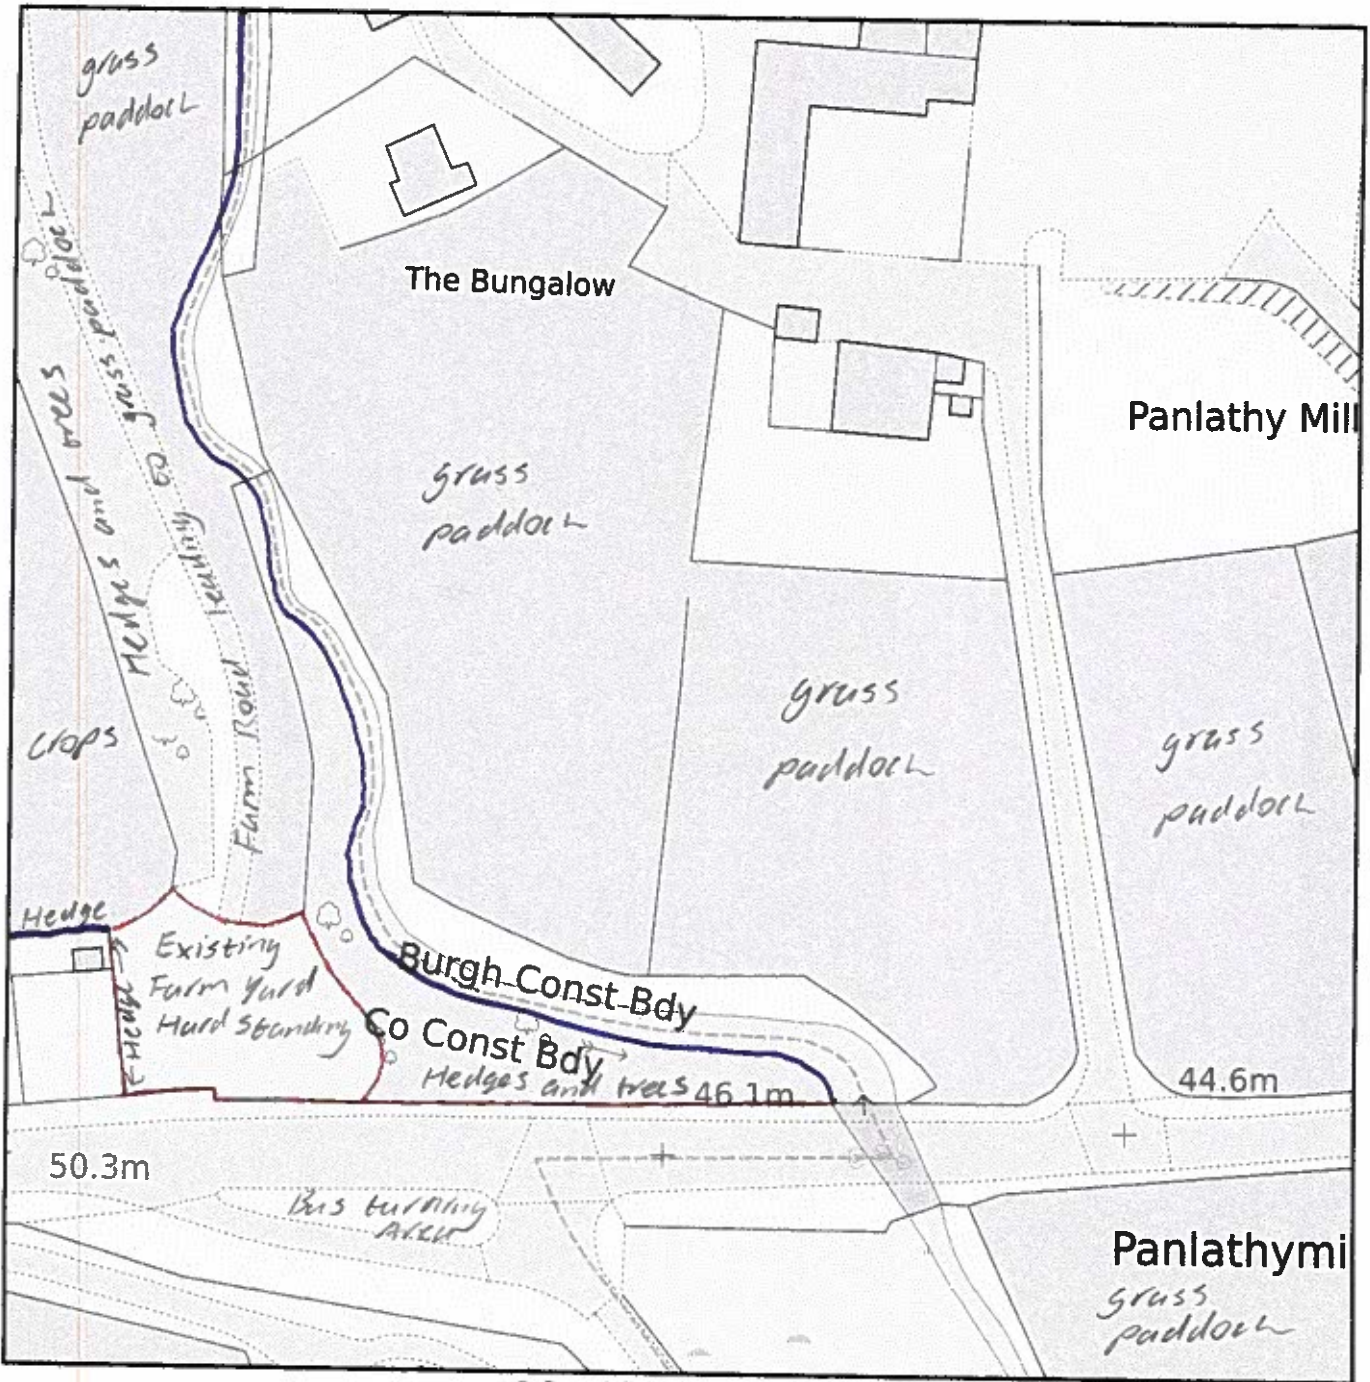 grass
paddock
The Bungalow
Panlathy Mill
Hedges and trees
Farm Road leading to grass paddock
grass
paddock
grass
paddock
grass
paddock
crops
Hedge
Existing
Farm Yard
Hard Standing
Hedge
Burgh Const Bdy
Co Const Bdy
Hedges and trees
46.1m
44.6m
50.3m
Bus turning
Area
Panlathymi
grass
paddock